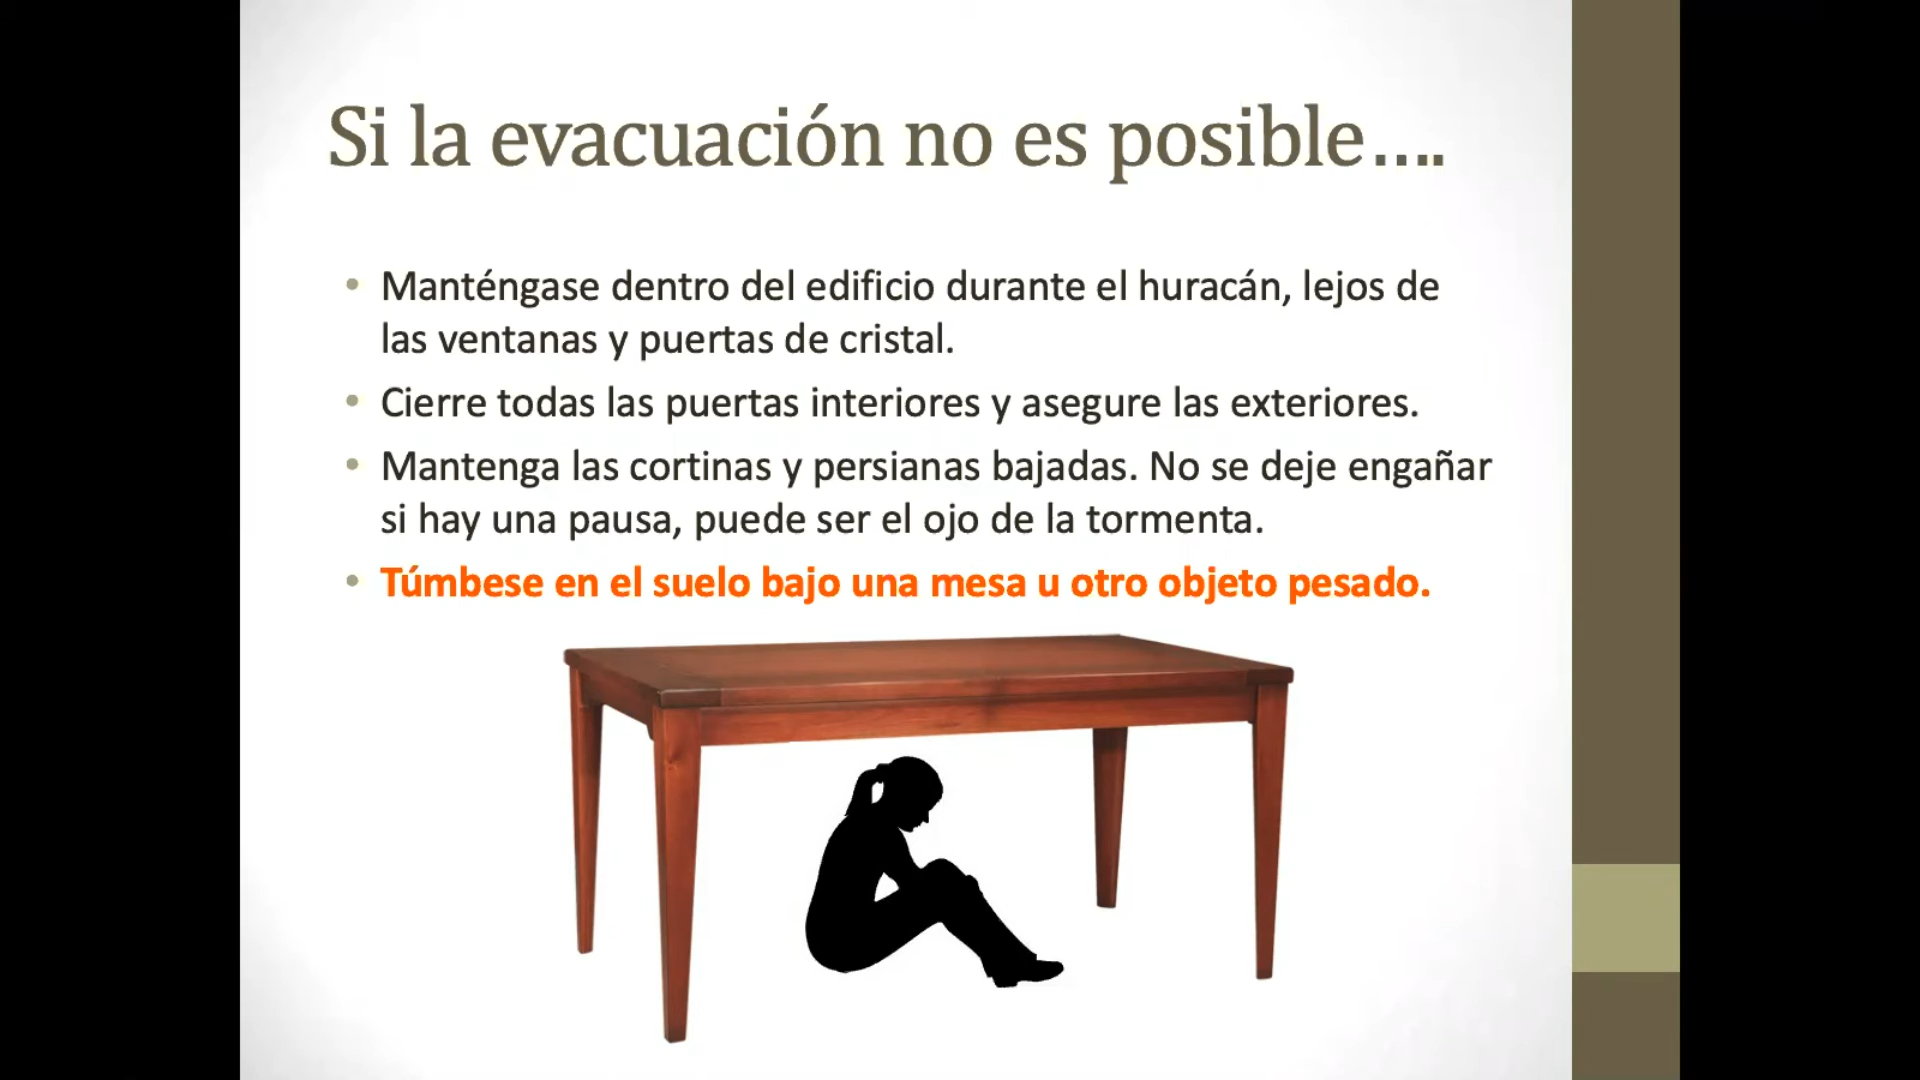 Si la evacuación no es posible....
• Manténgase dentro del edificio durante el huracán, lejos de
las ventanas y puertas de cristal.
• Cierre todas las puertas interiores y asegure las exteriores.
• Mantenga las cortinas y persianas bajadas. No se deje engañar
si hay una pausa, puede ser el ojo de la tormenta.
• Túmbese en el suelo bajo una mesa u otro objeto pesado.